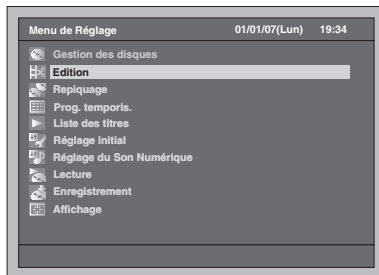 Menu de Réglage 01/01/07(Lun) 19:34
Gestion des disques
Edition
Repiquage
Prog. temporis.
Liste des titres
Réglage initial
Réglage du Son Numérique
Lecture
Enregistrement
Affichage